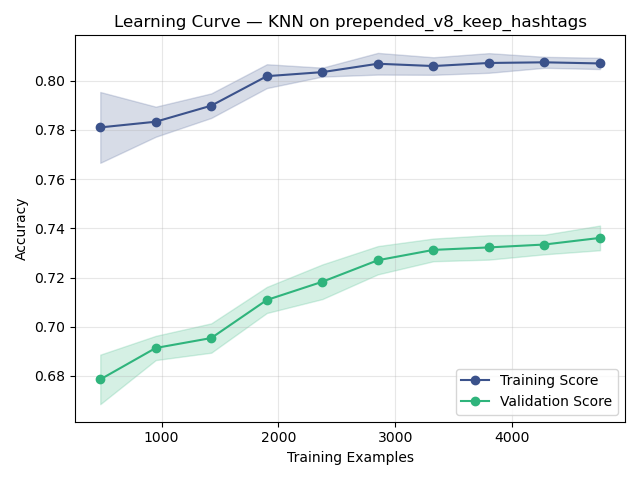 Learning Curve — KNN on prepended_v8_keep_hashtags
Accuracy
0.80
0.78
0.76
0.74
0.72
0.70
0.68
1000
2000
3000
4000
Training Examples
Training Score
Validation Score